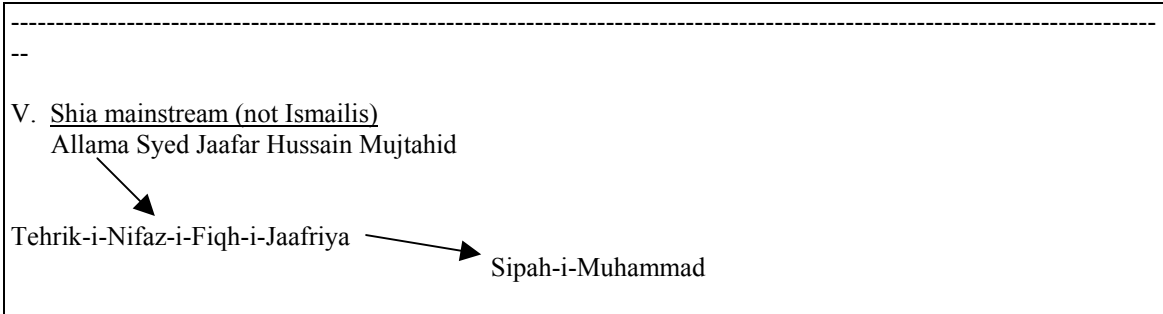 --------------------------------------------------------------------------------------------------------------
--
V. Shia mainstream (not Ismailis)
Allama Syed Jaafar Hussain Mujtahid
Tehrik-i-Nifaz-i-Fiqh-i-Jaafriya
Sipah-i-Muhammad